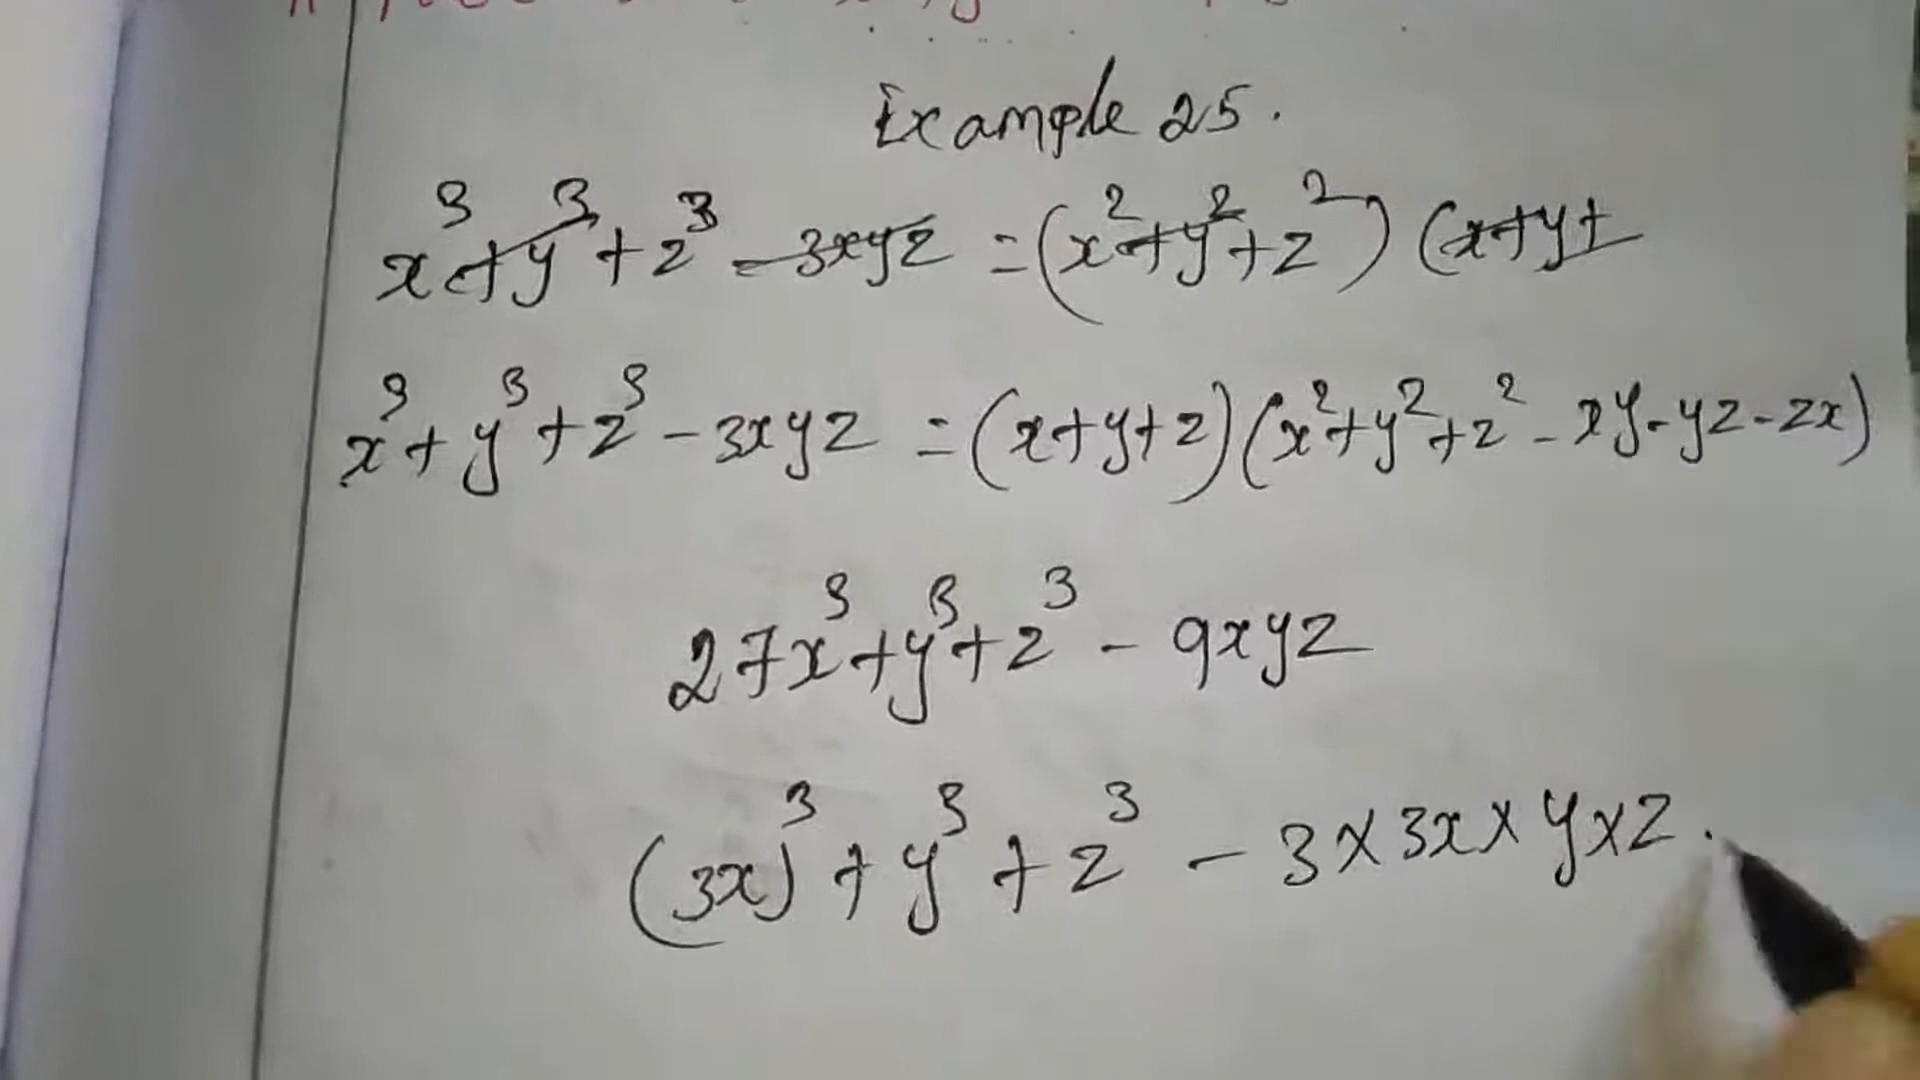 Example 25.
x³+y³+z³-3xyz=(x²+y²+z²)(x+y+
x³+y³+z³-3xyz=(x+y+z)(x²+y²+z²-xy-yz-zx)
27x³+y³+z³-9xyz
(3x)³+y³+z³-3×3x×y×z.